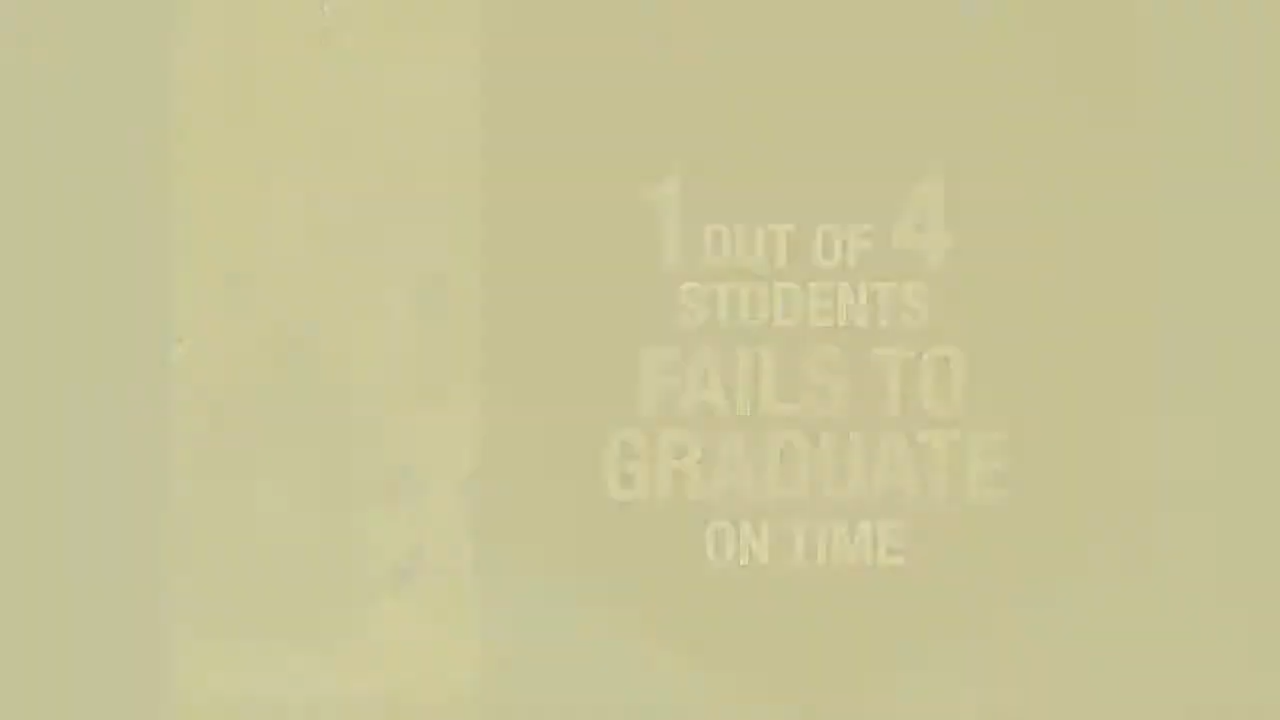 1 OUT OF 4
STUDENTS
FAILS TO
GRADUATE
ON TIME